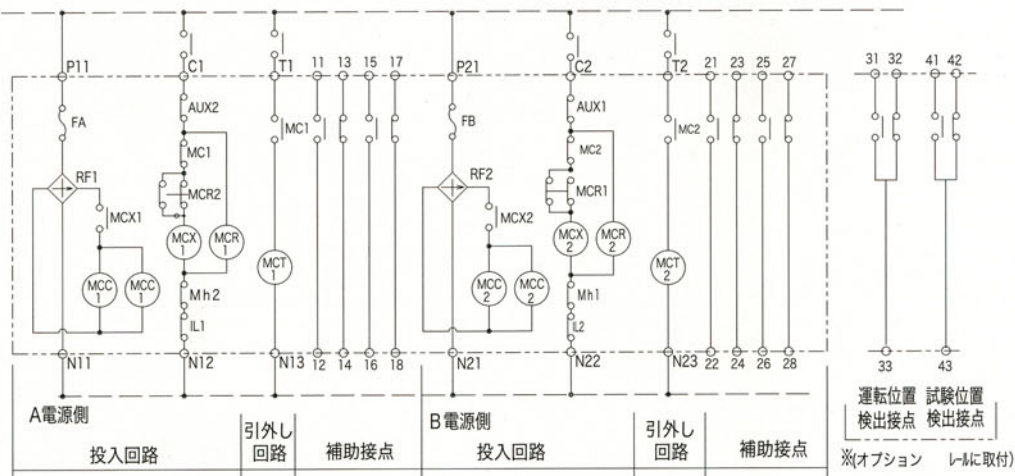 P11 C1 T1 11 13 15 17 P21 C2 T2 21 23 25 27 31 32 41 42
FA AUX2 MC1 FB AUX1 MC2
MC1 MC2
RF1 MCR2 RF2 MCR1
MCX1 MCX2
MCX 1 MCR 1 MCX 2 MCR 2
MCT 1 MCT 2
MCC 1 MCC 1 Mh2 MCC 2 MCC 2 Mh1
IL1 IL2
N11 N12 N13 12 14 16 18 N21 N22 N23 22 24 26 28 33 43
運転位置 試験位置
検出接点 検出接点
※(オプション レールに取付)
A電源側 B電源側
投入回路 引外し回路 補助接点 投入回路 引外し回路 補助接点